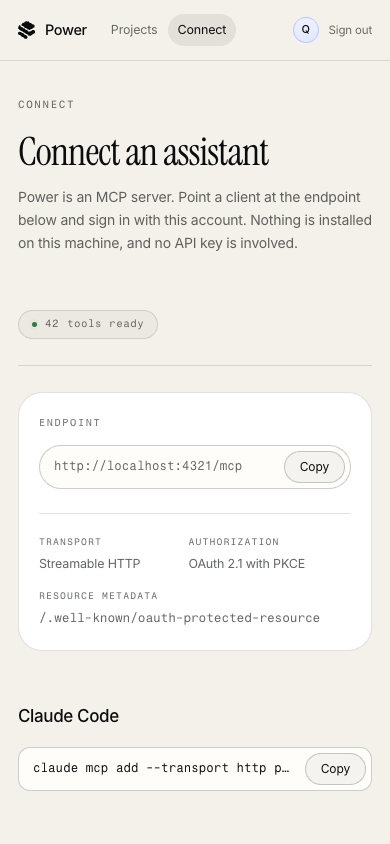 Power Projects Connect Q Sign out
CONNECT
Connect an assistant
Power is an MCP server. Point a client at the endpoint
below and sign in with this account. Nothing is installed
on this machine, and no API key is involved.
42 tools ready
ENDPOINT
http://localhost:4321/mcp Copy
TRANSPORT AUTHORIZATION
Streamable HTTP OAuth 2.1 with PKCE
RESOURCE METADATA
/.well-known/oauth-protected-resource
Claude Code
claude mcp add --transport http p… Copy